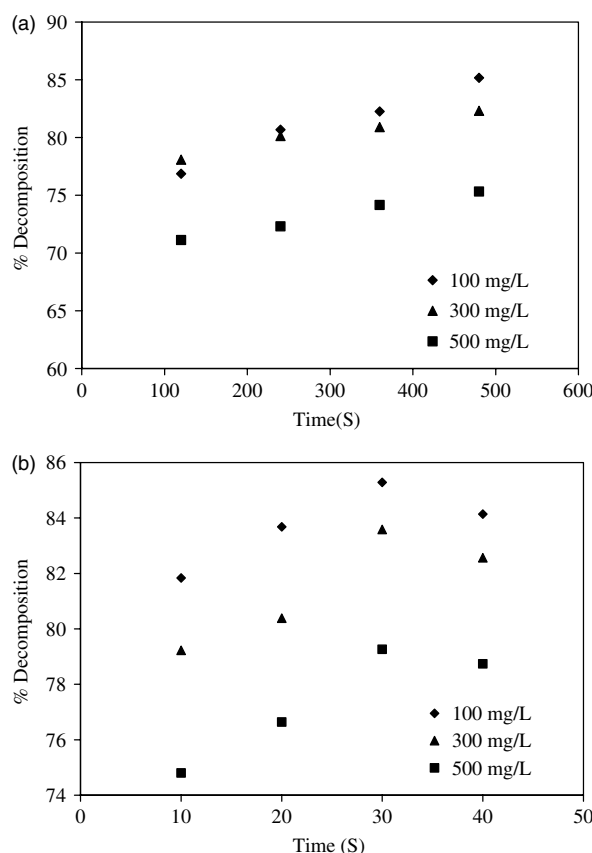 (a)
90
85
80
75
70
65
60
% Decomposition
100 mg/L
300 mg/L
500 mg/L
0 100 200 300 400 500 600
Time(S)
(b)
86
84
82
80
78
76
74
% Decomposition
100 mg/L
300 mg/L
500 mg/L
0 10 20 30 40 50
Time (S)